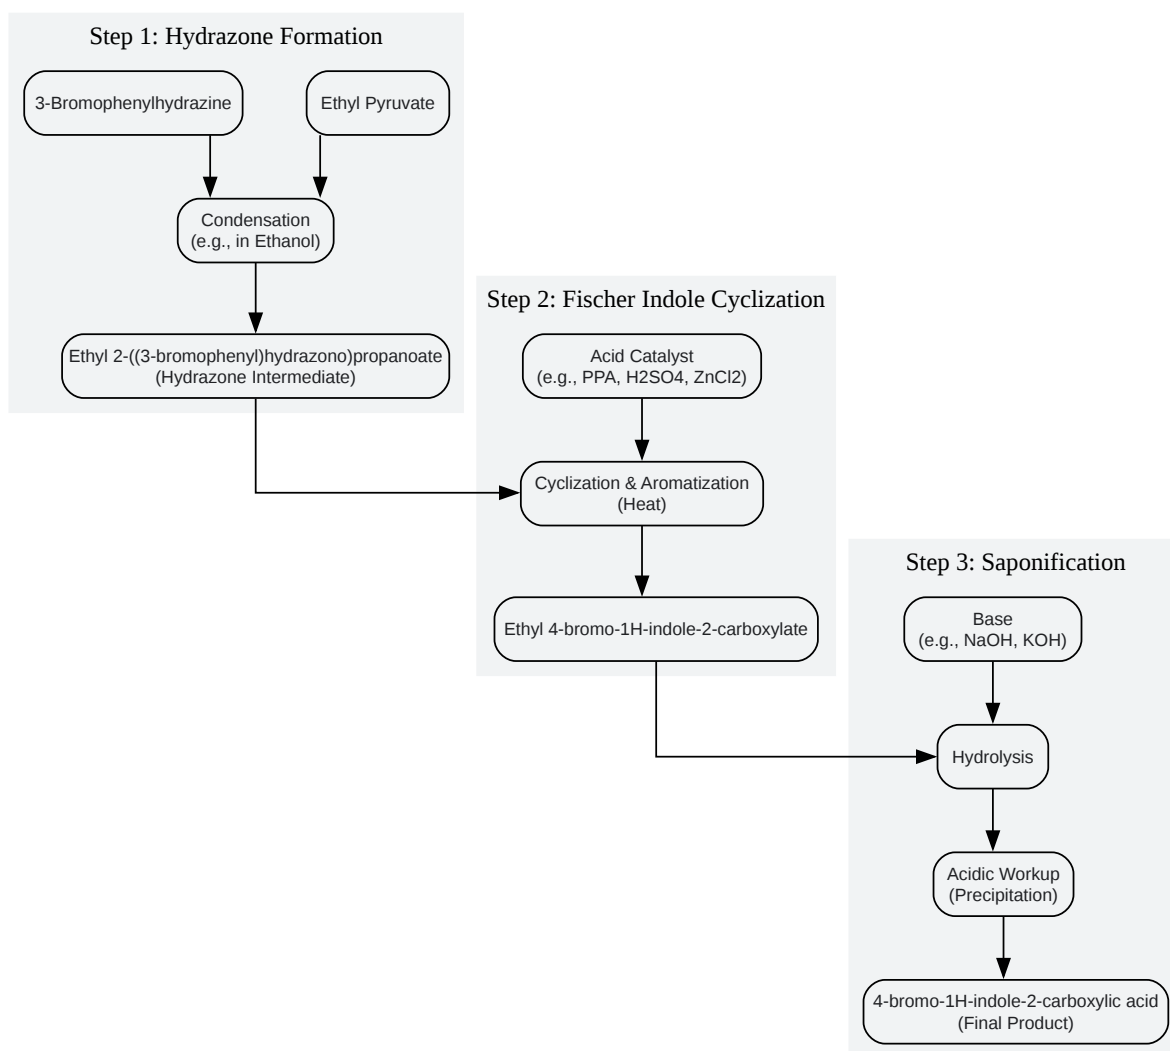 Step 1: Hydrazone Formation
3-Bromophenylhydrazine
Ethyl Pyruvate
Condensation
(e.g., in Ethanol)
Ethyl 2-((3-bromophenyl)hydrazono)propanoate
(Hydrazone Intermediate)
Step 2: Fischer Indole Cyclization
Acid Catalyst
(e.g., PPA, H2SO4, ZnCl2)
Cyclization & Aromatization
(Heat)
Ethyl 4-bromo-1H-indole-2-carboxylate
Step 3: Saponification
Base
(e.g., NaOH, KOH)
Hydrolysis
Acidic Workup
(Precipitation)
4-bromo-1H-indole-2-carboxylic acid
(Final Product)